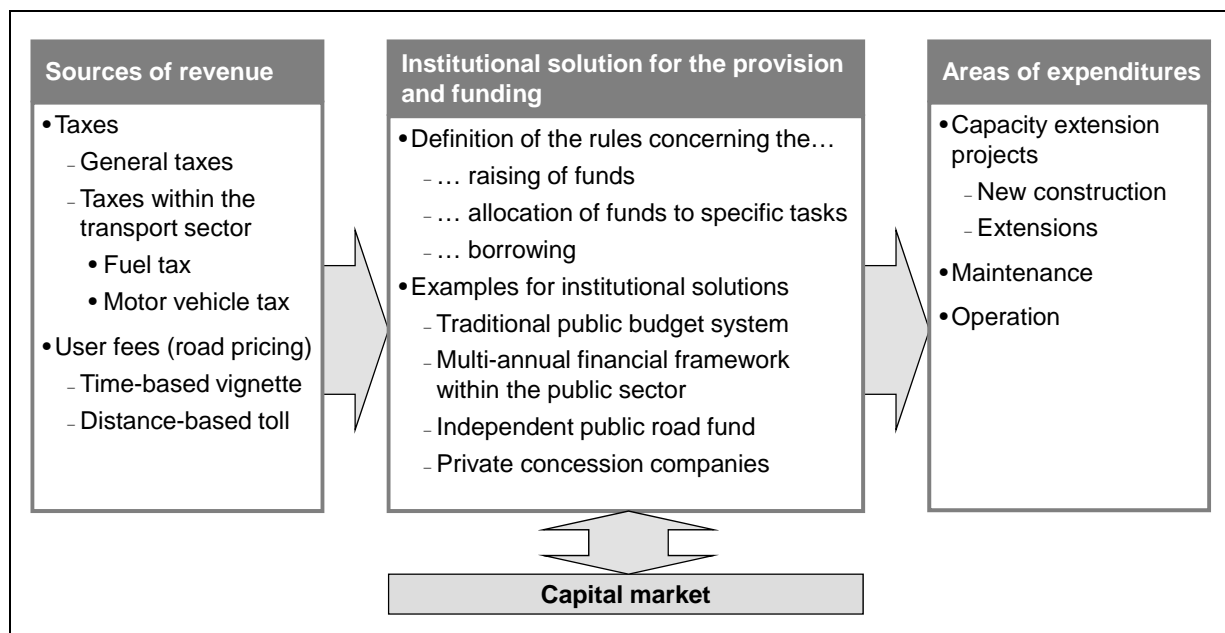 Sources of revenue
•Taxes
– General taxes
– Taxes within the
transport sector
• Fuel tax
• Motor vehicle tax
•User fees (road pricing)
– Time-based vignette
– Distance-based toll
Institutional solution for the provision
and funding
•Definition of the rules concerning the…
– … raising of funds
– … allocation of funds to specific tasks
– … borrowing
•Examples for institutional solutions
– Traditional public budget system
– Multi-annual financial framework
within the public sector
– Independent public road fund
– Private concession companies
Areas of expenditures
•Capacity extension
projects
– New construction
– Extensions
•Maintenance
•Operation
Capital market